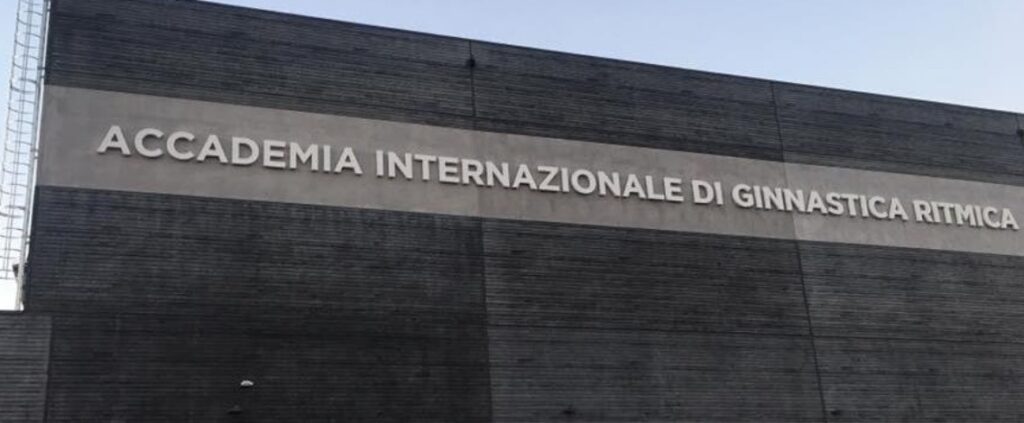 ACCADEMIA INTERNAZIONALE DI GINNASTICA RITMICA